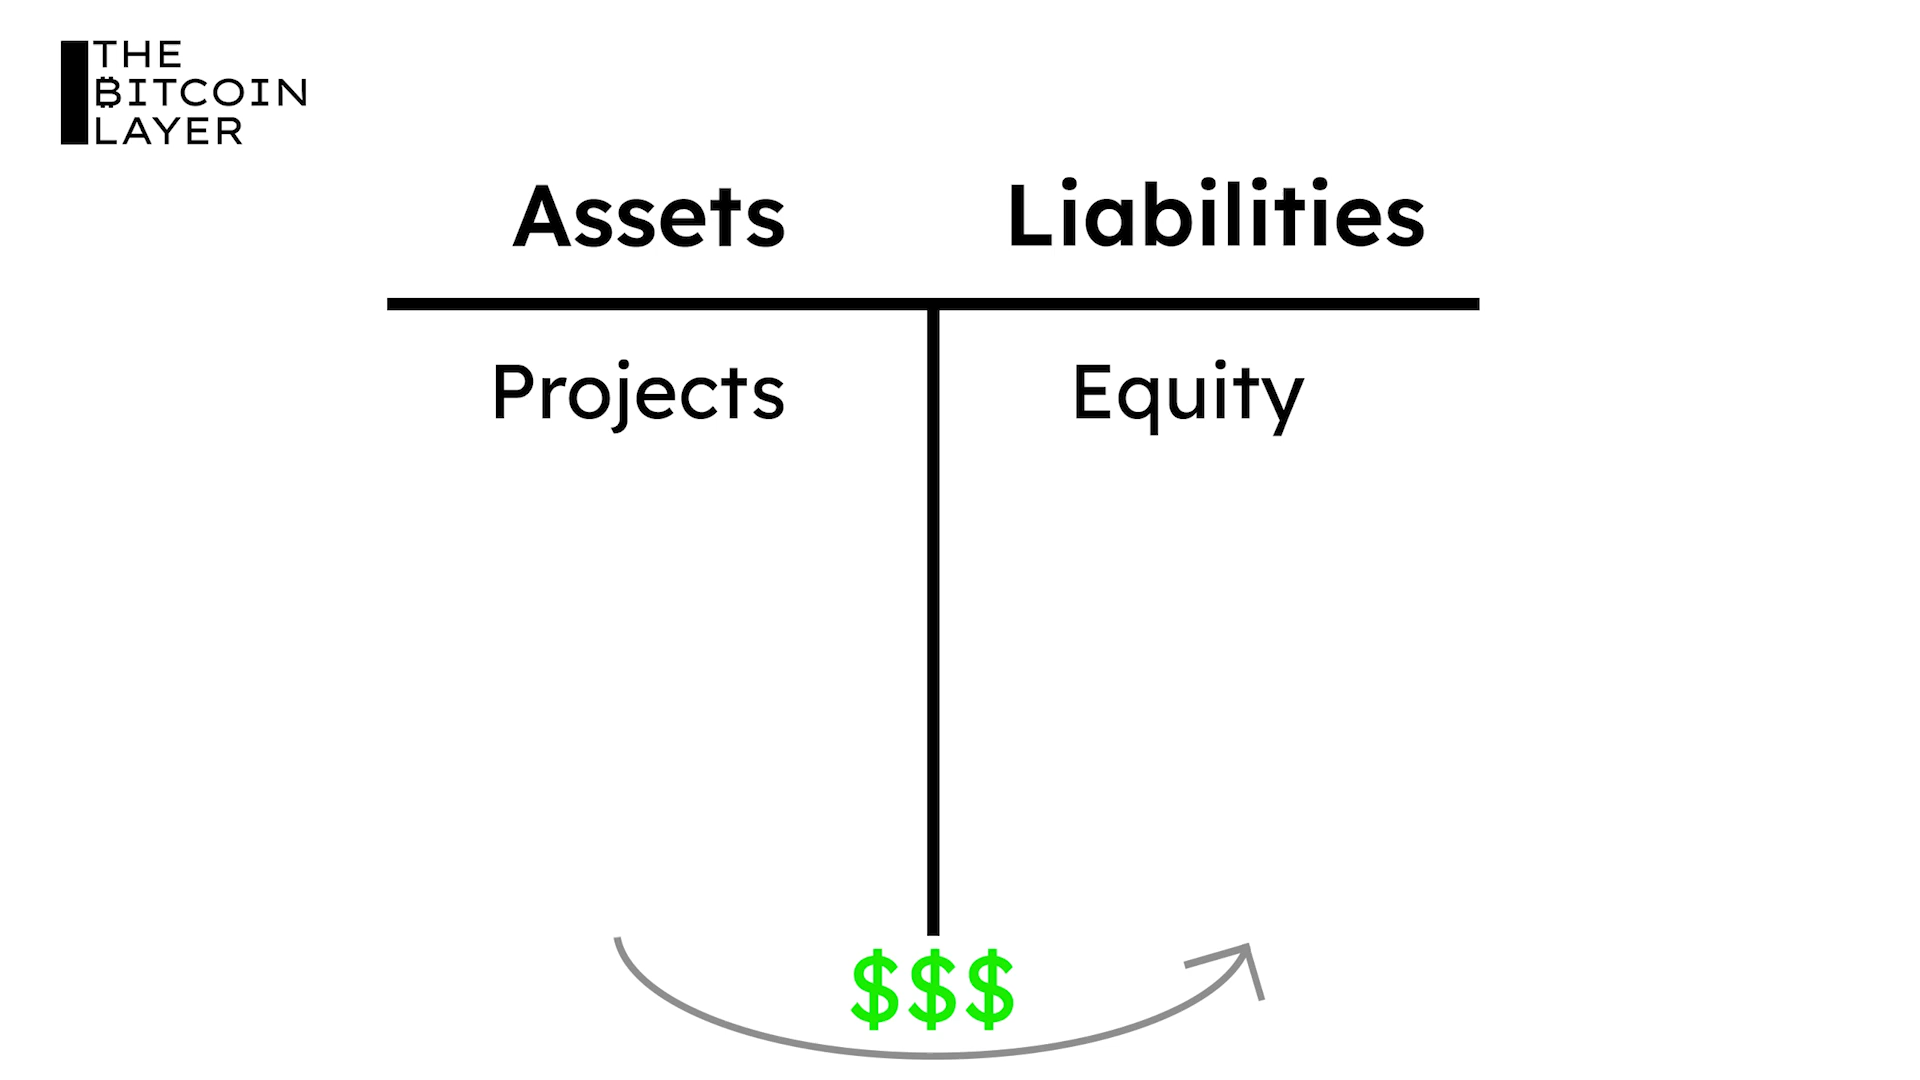 THE
BITCOIN
LAYER
Assets Liabilities
Projects Equity
$$$